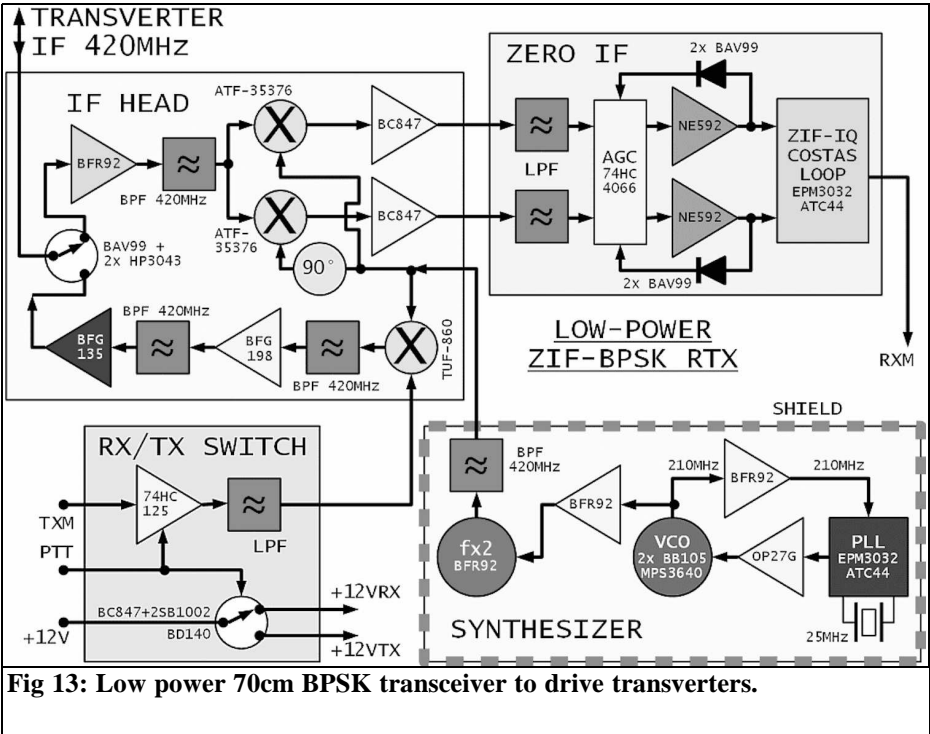 TRANSVERTER
IF 420MHz
IF HEAD
ATF-35376
BFR92
BPF 420MHz
BC847
ATF-
35376
BC847
BAV99 +
2x HP3043
90°
BPF 420MHz
BFG
135
BFG
198
BPF 420MHz
TUF-860
ZERO IF
2x BAV99
LPF
AGC
74HC
4066
NE592
NE592
2x BAV99
ZIF-IQ
COSTAS
LOOP
EPM3032
ATC44
RXM
LOW-POWER
ZIF-BPSK RTX
RX/TX SWITCH
74HC
125
LPF
TXM
PTT
+12V
BC847+2SB1002
BD140
+12VRX
+12VTX
SHIELD
BPF
420MHz
BFR92
210MHz
BFR92
210MHz
fx2
BFR92
VCO
2x BB105
MPS3640
OP27G
PLL
EPM3032
ATC44
25MHz
SYNTHESIZER
Fig 13: Low power 70cm BPSK transceiver to drive transverters.